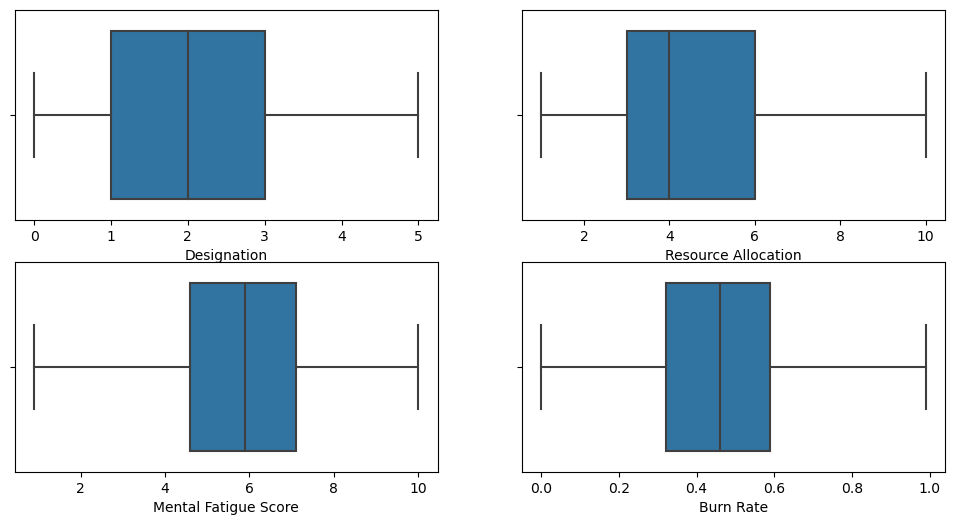 0 1 2 3 4 5
Designation
2 4 6 8 10
Resource Allocation
2 4 6 8 10
Mental Fatigue Score
0.0 0.2 0.4 0.6 0.8 1.0
Burn Rate